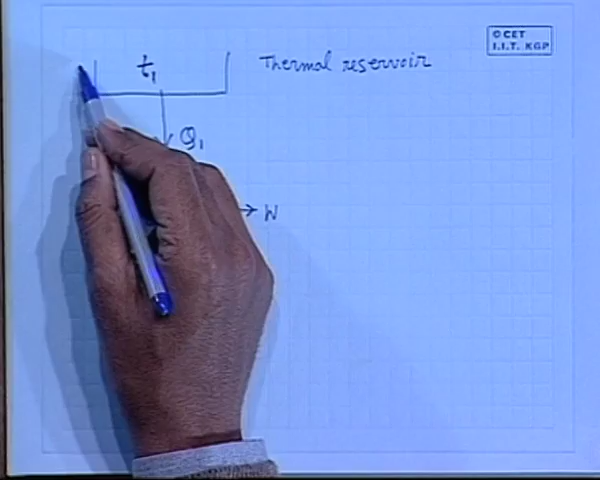 © CET
I.I.T. KGP
t₁ Thermal reservoir
Q₁
W